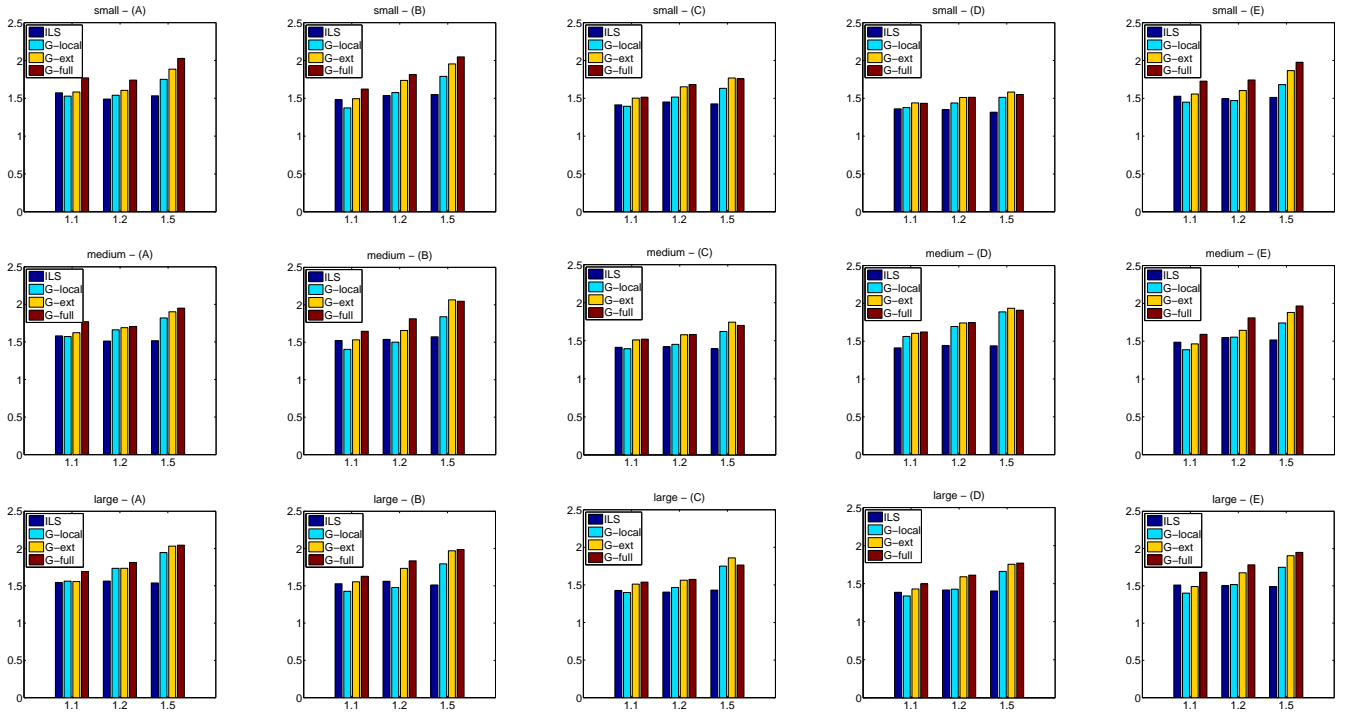 small − (A)
2.5
2
1.5
1
0.5
0
ILS
G−local
G−ext
G−full
1.1 1.2 1.5
small − (B)
2.5
2
1.5
1
0.5
0
ILS
G−local
G−ext
G−full
1.1 1.2 1.5
small − (C)
2.5
2
1.5
1
0.5
0
ILS
G−local
G−ext
G−full
1.1 1.2 1.5
small − (D)
2.5
2
1.5
1
0.5
0
ILS
G−local
G−ext
G−full
1.1 1.2 1.5
small − (E)
2.5
2
1.5
1
0.5
0
ILS
G−local
G−ext
G−full
1.1 1.2 1.5
medium − (A)
2.5
2
1.5
1
0.5
0
ILS
G−local
G−ext
G−full
1.1 1.2 1.5
medium − (B)
2.5
2
1.5
1
0.5
0
ILS
G−local
G−ext
G−full
1.1 1.2 1.5
medium − (C)
2.5
2
1.5
1
0.5
0
ILS
G−local
G−ext
G−full
1.1 1.2 1.5
medium − (D)
2.5
2
1.5
1
0.5
0
ILS
G−local
G−ext
G−full
1.1 1.2 1.5
medium − (E)
2.5
2
1.5
1
0.5
0
ILS
G−local
G−ext
G−full
1.1 1.2 1.5
large − (A)
2.5
2
1.5
1
0.5
0
ILS
G−local
G−ext
G−full
1.1 1.2 1.5
large − (B)
2.5
2
1.5
1
0.5
0
ILS
G−local
G−ext
G−full
1.1 1.2 1.5
large − (C)
2.5
2
1.5
1
0.5
0
ILS
G−local
G−ext
G−full
1.1 1.2 1.5
large − (D)
2.5
2
1.5
1
0.5
0
ILS
G−local
G−ext
G−full
1.1 1.2 1.5
large − (E)
2.5
2
1.5
1
0.5
0
ILS
G−local
G−ext
G−full
1.1 1.2 1.5